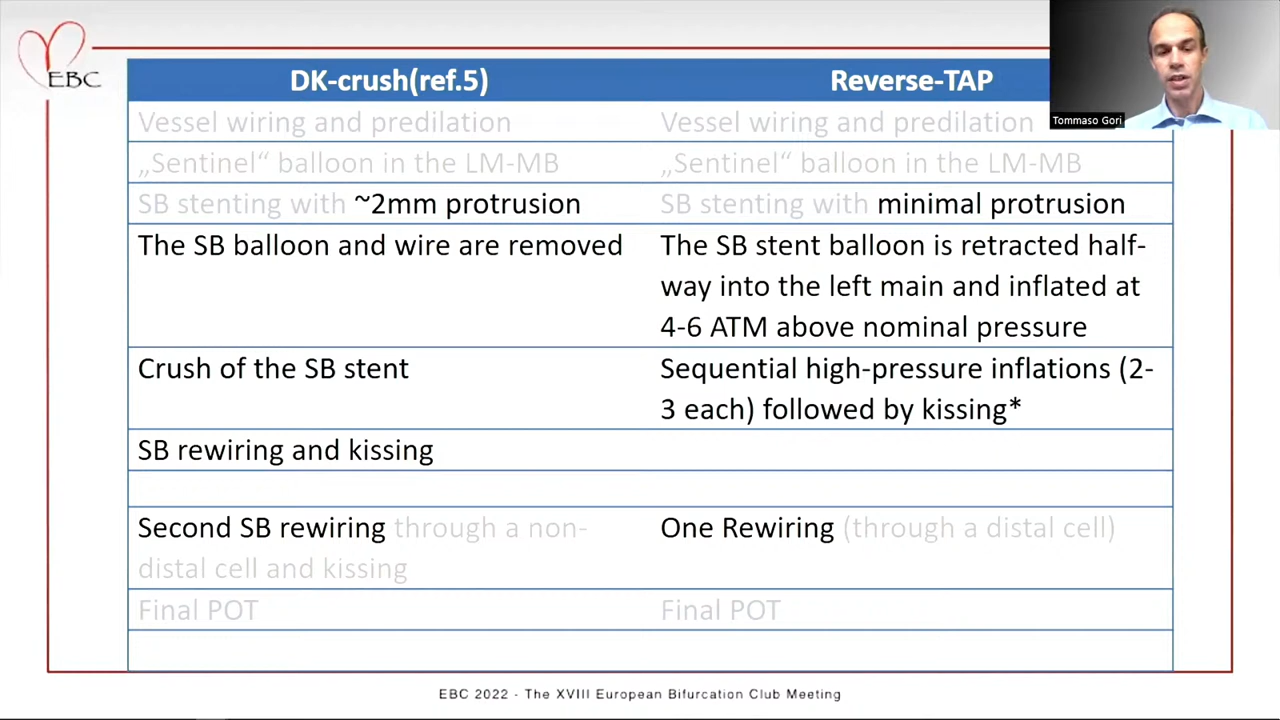 EBC
DK-crush(ref.5)
Reverse-TAP
Tommaso Gori
Vessel wiring and predilation
Vessel wiring and predilation
„Sentinel“ balloon in the LM-MB
„Sentinel“ balloon in the LM-MB
SB stenting with ~2mm protrusion
SB stenting with minimal protrusion
The SB balloon and wire are removed
The SB stent balloon is retracted half-
way into the left main and inflated at
4-6 ATM above nominal pressure
Crush of the SB stent
Sequential high-pressure inflations (2-
3 each) followed by kissing*
SB rewiring and kissing
Second SB rewiring through a non-
distal cell and kissing
One Rewiring (through a distal cell)
Final POT
Final POT
EBC 2022 - The XVIII European Bifurcation Club Meeting